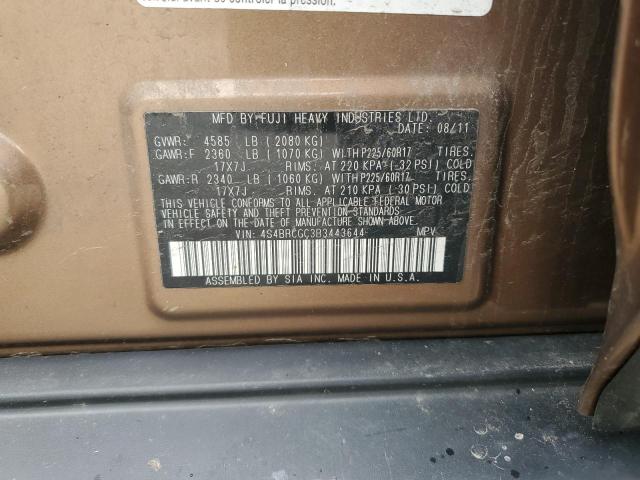 de contrôler la pression.
MFD BY FUJI HEAVY INDUSTRIES LTD.
DATE: 08/11
GVWR: 4585 LB (2080 KG)
GAWR:F 2360 LB (1070 KG) WITH P225/60R17 TIRES,
17X7J RIMS. AT 220 KPA (32 PSI) COLD
GAWR:R 2340 LB (1060 KG) WITH P225/60R17 TIRES,
17X7J RIMS. AT 210 KPA (30 PSI) COLD
THIS VEHICLE CONFORMS TO ALL APPLICABLE FEDERAL MOTOR
VEHICLE SAFETY AND THEFT PREVENTION STANDARDS
IN EFFECT ON THE DATE OF MANUFACTURE SHOWN ABOVE.
VIN: 4S4BRCGC3B3443644 MPV
ASSEMBLED BY SIA INC. MADE IN U.S.A.